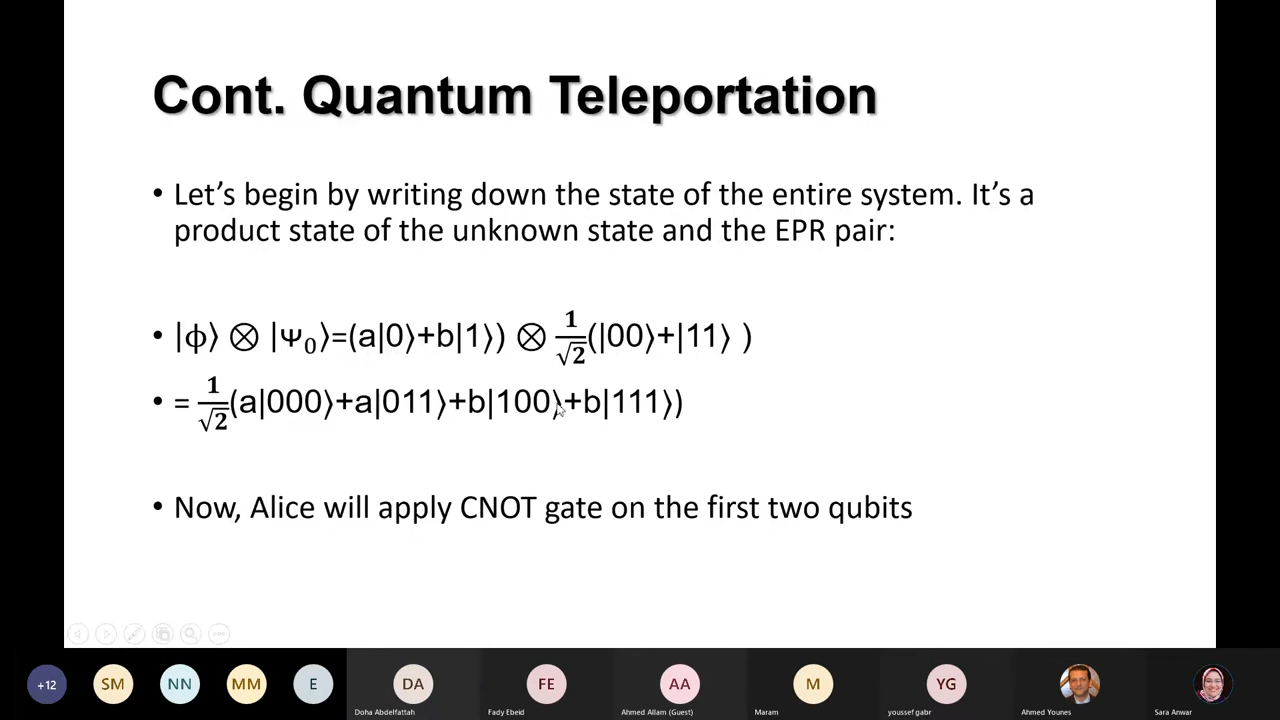 Cont. Quantum Teleportation
• Let’s begin by writing down the state of the entire system. It’s a
product state of the unknown state and the EPR pair:
• |ϕ⟩ ⊗ |Ψ₀⟩=(a|0⟩+b|1⟩) ⊗ 1/√2(|00⟩+|11⟩ )
• = 1/√2(a|000⟩+a|011⟩+b|100⟩+b|111⟩)
• Now, Alice will apply CNOT gate on the first two qubits
+12 SM NN MM E DA FE AA M YG
Doha Abdelfattah Fady Ebeid Ahmed Allam (Guest) Maram youssef gabr Ahmed Younes Sara Anwar